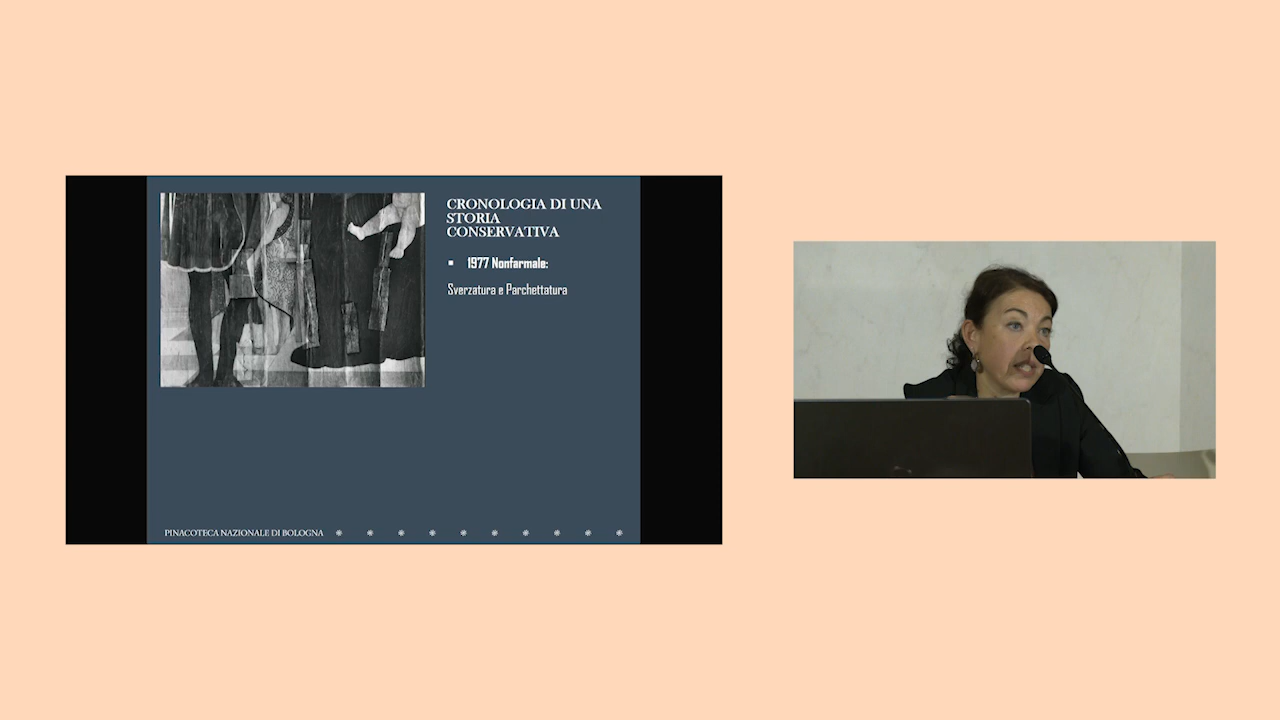 CRONOLOGIA DI UNA
STORIA
CONSERVATIVA
▪ 1977 Nonfarmale:
Sverzatura e Parchettatura
PINACOTECA NAZIONALE DI BOLOGNA